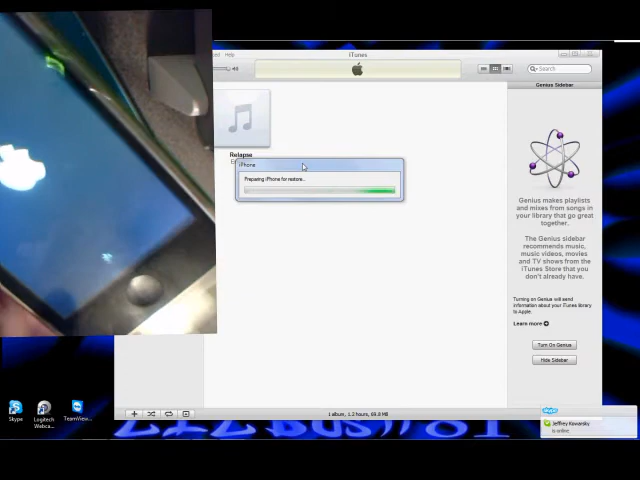 Help
iTunes
Search
Genius Sidebar
Relapse
iPhone
Preparing iPhone for restore...
Genius makes playlists
and mixes from songs in
your library that go great
together.
The Genius sidebar
recommends music,
music videos, movies
and TV shows from the
iTunes Store that you
don't already have.
Turning on Genius will send
information about your iTunes library
to Apple.
Learn more
Turn On Genius
Hide Sidebar
1 album, 1.2 hours, 69.8 MB
Skype
Logitech
Webca...
TeamView...
skype
Jeffrey Kowarsky
is online